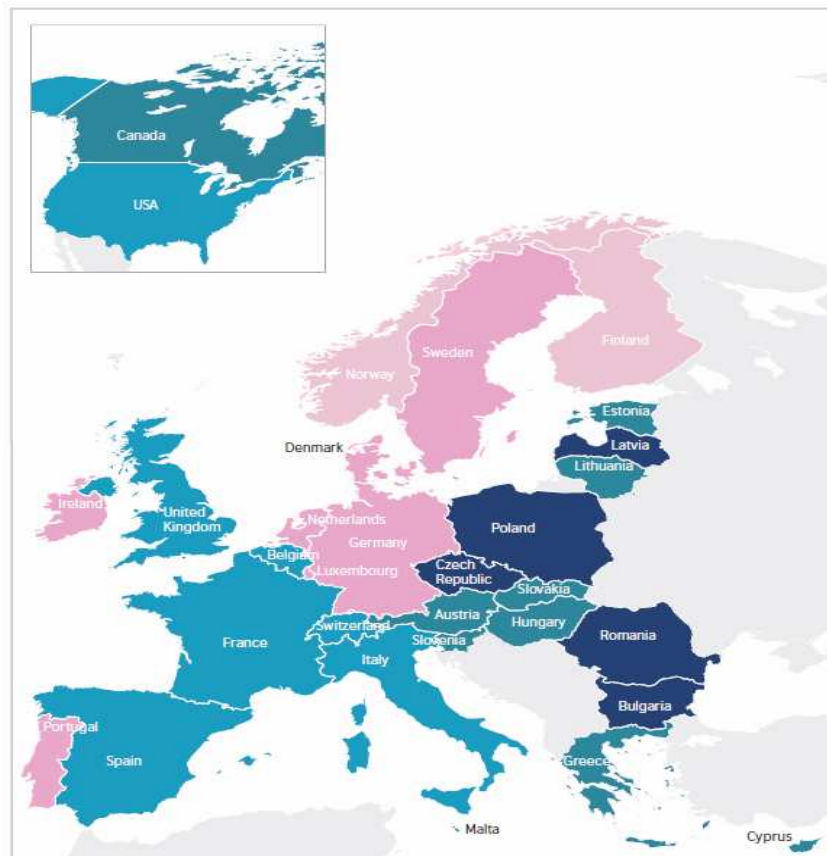 Canada
USA
Sweden
Finland
Norway
Estonia
Denmark
Latvia
Lithuania
Ireland
United
Kingdom
Netherlands
Poland
Germany
Belgium
Czech
Republic
Luxembourg
Slovakia
Austria
Switzerland
Hungary
Romania
France
Slovenia
Italy
Bulgaria
Portugal
Spain
Greece
Malta
Cyprus